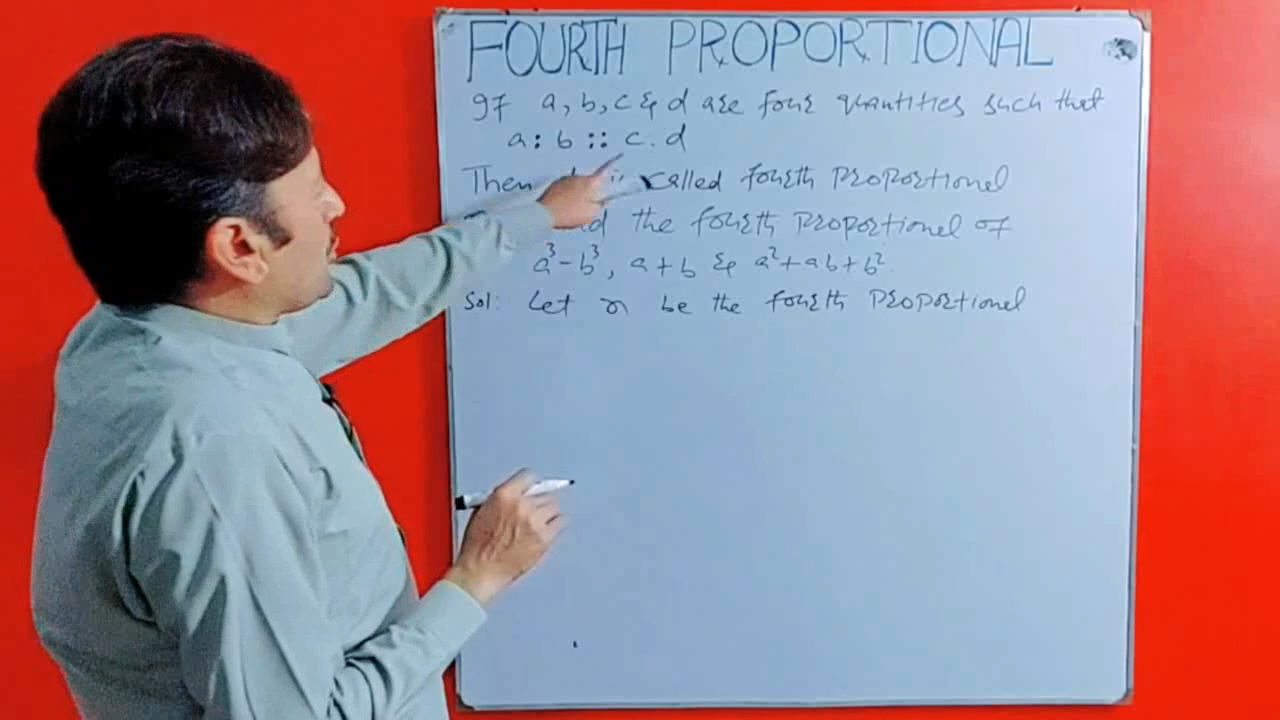 FOURTH PROPORTIONAL
If a, b, c & d are four quantities such that
a : b :: c . d
Then called fourth proportional
the fourth proportional of
a³ - b³, a + b & a² + ab + b²
Sol: Let x be the fourth proportional